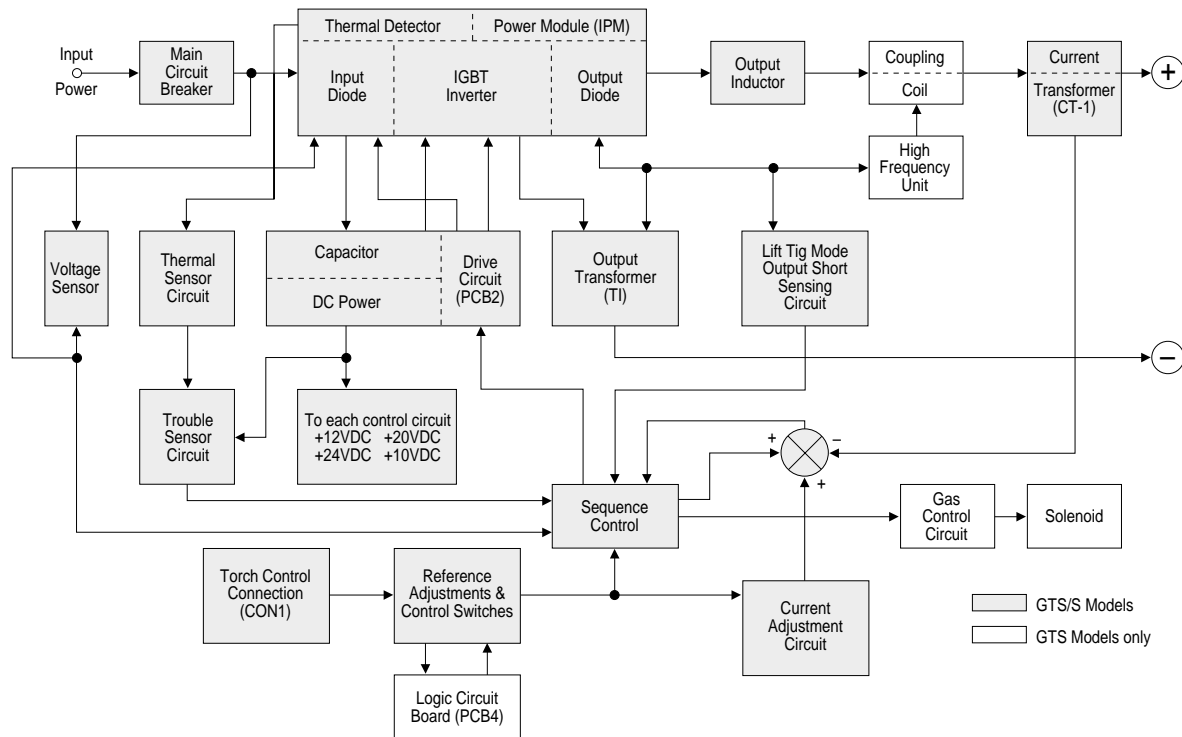 Thermal Detector
Power Module (IPM)
Input
Power
Main
Circuit
Breaker
Input
Diode
IGBT
Inverter
Output
Diode
Output
Inductor
Coupling
Coil
Current
Transformer
(CT-1)
+
High
Frequency
Unit
Voltage
Sensor
Thermal
Sensor
Circuit
Capacitor
DC Power
Drive
Circuit
(PCB2)
Output
Transformer
(TI)
Lift Tig Mode
Output Short
Sensing
Circuit
−
Trouble
Sensor
Circuit
To each control circuit
+12VDC +20VDC
+24VDC +10VDC
+
−
+
Sequence
Control
Gas
Control
Circuit
Solenoid
Torch Control
Connection
(CON1)
Reference
Adjustments &
Control Switches
Current
Adjustment
Circuit
Logic Circuit
Board (PCB4)
GTS/S Models
GTS Models only